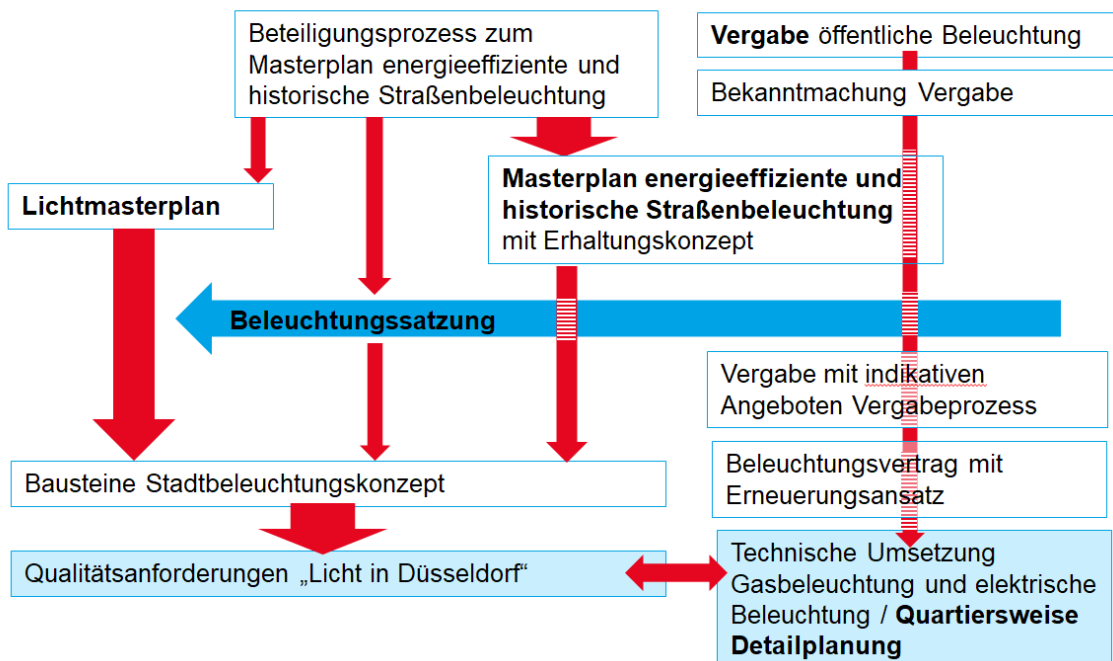 Beteiligungsprozess zum
Masterplan energieeffiziente und
historische Straßenbeleuchtung
Vergabe öffentliche Beleuchtung
Bekanntmachung Vergabe
Lichtmasterplan
Masterplan energieeffiziente und
historische Straßenbeleuchtung
mit Erhaltungskonzept
Beleuchtungssatzung
Vergabe mit indikativen
Angeboten Vergabeprozess
Bausteine Stadtbeleuchtungskonzept
Beleuchtungsvertrag mit
Erneuerungsansatz
Qualitätsanforderungen „Licht in Düsseldorf“
Technische Umsetzung
Gasbeleuchtung und elektrische
Beleuchtung / Quartiersweise
Detailplanung